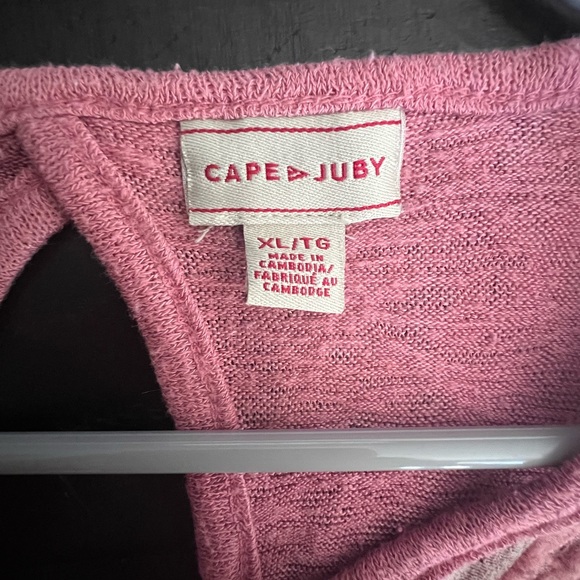 CAPE JUBY
XL/TG
MADE IN
CAMBODIA/
FABRIQUÉ AU
CAMBODGE